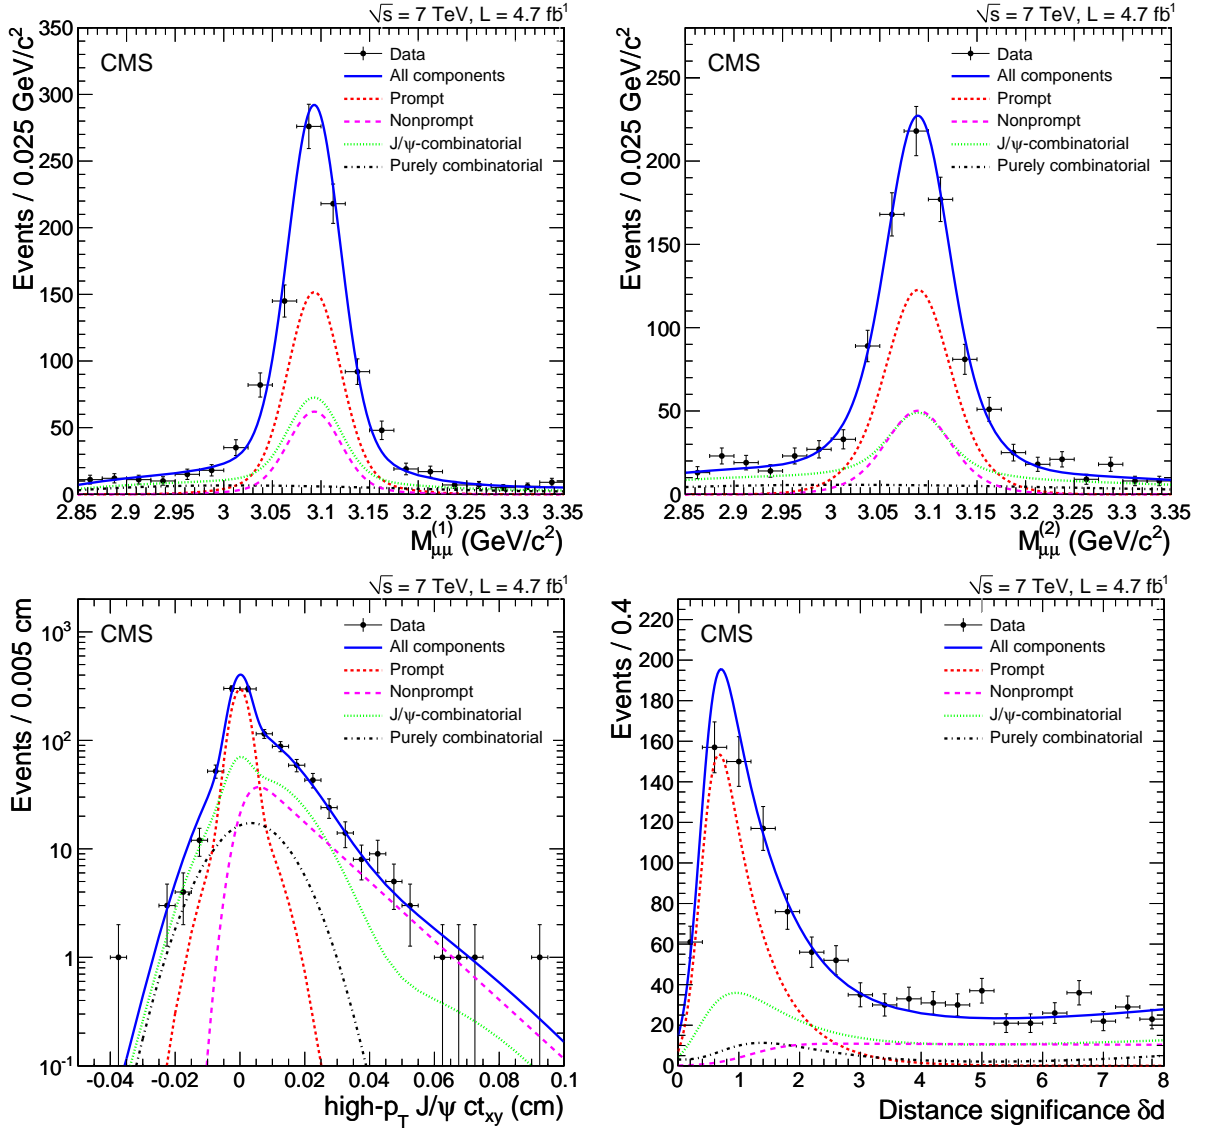 √s = 7 TeV, L = 4.7 fb⁻¹
CMS
Data
All components
Prompt
Nonprompt
J/ψ-combinatorial
Purely combinatorial
Events / 0.025 GeV/c²
350
300
250
200
150
100
50
0
2.85 2.9 2.95 3 3.05 3.1 3.15 3.2 3.25 3.3 3.35
M_μμ^(1) (GeV/c²)
√s = 7 TeV, L = 4.7 fb⁻¹
CMS
Data
All components
Prompt
Nonprompt
J/ψ-combinatorial
Purely combinatorial
Events / 0.025 GeV/c²
250
200
150
100
50
0
2.85 2.9 2.95 3 3.05 3.1 3.15 3.2 3.25 3.3 3.35
M_μμ^(2) (GeV/c²)
√s = 7 TeV, L = 4.7 fb⁻¹
CMS
Data
All components
Prompt
Nonprompt
J/ψ-combinatorial
Purely combinatorial
Events / 0.005 cm
10³
10²
10
1
10⁻¹
-0.04 -0.02 0 0.02 0.04 0.06 0.08 0.1
high-p_T J/ψ ct_xy (cm)
√s = 7 TeV, L = 4.7 fb⁻¹
CMS
Data
All components
Prompt
Nonprompt
J/ψ-combinatorial
Purely combinatorial
Events / 0.4
220
200
180
160
140
120
100
80
60
40
20
0
0 1 2 3 4 5 6 7 8
Distance significance δd